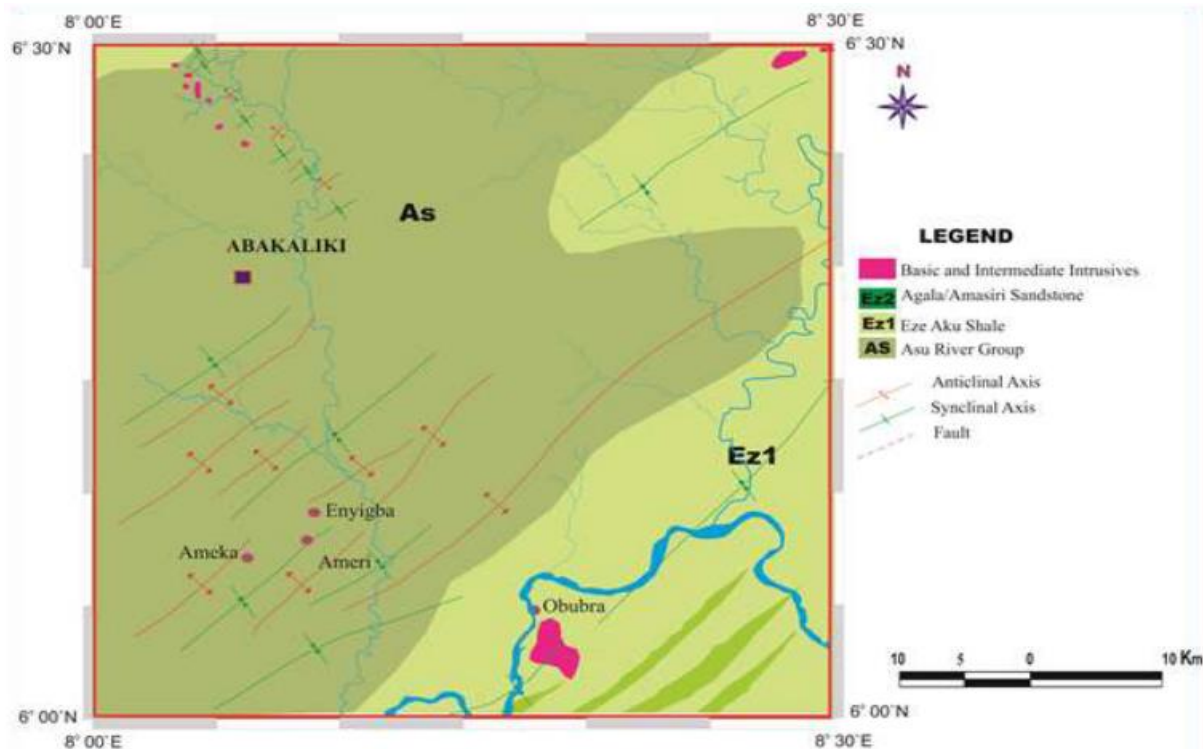 8° 00´E
8° 30´E
6° 30´N
6° 30´N
N
As
ABAKALIKI
LEGEND
Basic and Intermediate Intrusives
Ez2 Agala/Amasiri Sandstone
Ez1 Eze Aku Shale
AS Asu River Group
Anticlinal Axis
Synclinal Axis
Fault
Ez1
Enyigba
Ameka
Ameri
Obubra
10 5 0 10 Km
6° 00´N
6° 00´N
8° 00´E
8° 30´E